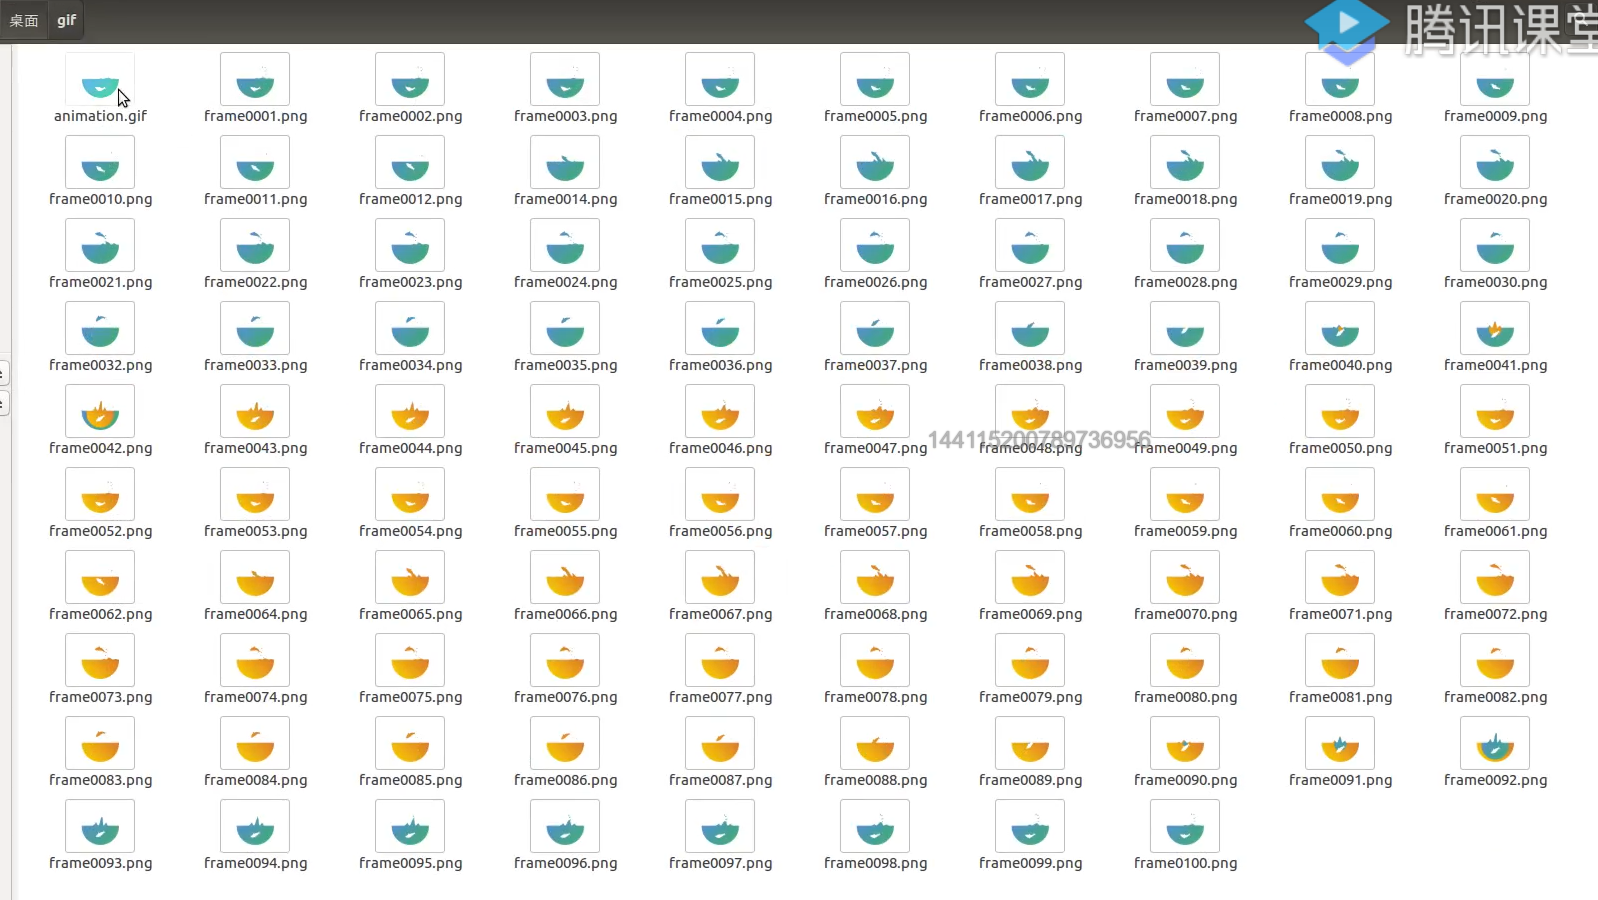 桌面 gif
腾讯课堂
animation.gif frame0001.png frame0002.png frame0003.png frame0004.png frame0005.png frame0006.png frame0007.png frame0008.png frame0009.png
frame0010.png frame0011.png frame0012.png frame0014.png frame0015.png frame0016.png frame0017.png frame0018.png frame0019.png frame0020.png
frame0021.png frame0022.png frame0023.png frame0024.png frame0025.png frame0026.png frame0027.png frame0028.png frame0029.png frame0030.png
frame0032.png frame0033.png frame0034.png frame0035.png frame0036.png frame0037.png frame0038.png frame0039.png frame0040.png frame0041.png
144115200789736956
frame0042.png frame0043.png frame0044.png frame0045.png frame0046.png frame0047.png frame0048.png frame0049.png frame0050.png frame0051.png
frame0052.png frame0053.png frame0054.png frame0055.png frame0056.png frame0057.png frame0058.png frame0059.png frame0060.png frame0061.png
frame0062.png frame0064.png frame0065.png frame0066.png frame0067.png frame0068.png frame0069.png frame0070.png frame0071.png frame0072.png
frame0073.png frame0074.png frame0075.png frame0076.png frame0077.png frame0078.png frame0079.png frame0080.png frame0081.png frame0082.png
frame0083.png frame0084.png frame0085.png frame0086.png frame0087.png frame0088.png frame0089.png frame0090.png frame0091.png frame0092.png
frame0093.png frame0094.png frame0095.png frame0096.png frame0097.png frame0098.png frame0099.png frame0100.png